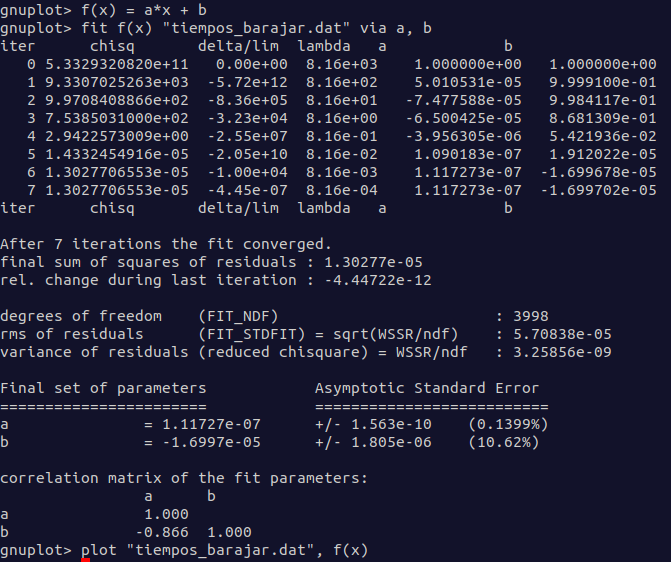 gnuplot> f(x) = a*x + b
gnuplot> fit f(x) "tiempos_barajar.dat" via a, b
iter chisq delta/lim lambda a b
0 5.3329320820e+11 0.00e+00 8.16e+03 1.000000e+00 1.000000e+00
1 9.3307025263e+03 -5.72e+12 8.16e+02 5.010531e-05 9.999100e-01
2 9.9708408866e+02 -8.36e+05 8.16e+01 -7.477588e-05 9.984117e-01
3 7.5385031000e+02 -3.23e+04 8.16e+00 -6.500425e-05 8.681309e-01
4 2.9422573009e+00 -2.55e+07 8.16e-01 -3.956305e-06 5.421936e-02
5 1.4332454916e-05 -2.05e+10 8.16e-02 1.090183e-07 1.912022e-05
6 1.3027706553e-05 -1.00e+04 8.16e-03 1.117273e-07 -1.699678e-05
7 1.3027706553e-05 -4.45e-07 8.16e-04 1.117273e-07 -1.699702e-05
iter chisq delta/lim lambda a b
After 7 iterations the fit converged.
final sum of squares of residuals : 1.30277e-05
rel. change during last iteration : -4.44722e-12
degrees of freedom (FIT_NDF) : 3998
rms of residuals (FIT_STDFIT) = sqrt(WSSR/ndf) : 5.70838e-05
variance of residuals (reduced chisquare) = WSSR/ndf : 3.25856e-09
Final set of parameters Asymptotic Standard Error
======================= ==========================
a = 1.11727e-07 +/- 1.563e-10 (0.1399%)
b = -1.6997e-05 +/- 1.805e-06 (10.62%)
correlation matrix of the fit parameters:
a b
a 1.000
b -0.866 1.000
gnuplot> plot "tiempos_barajar.dat", f(x)